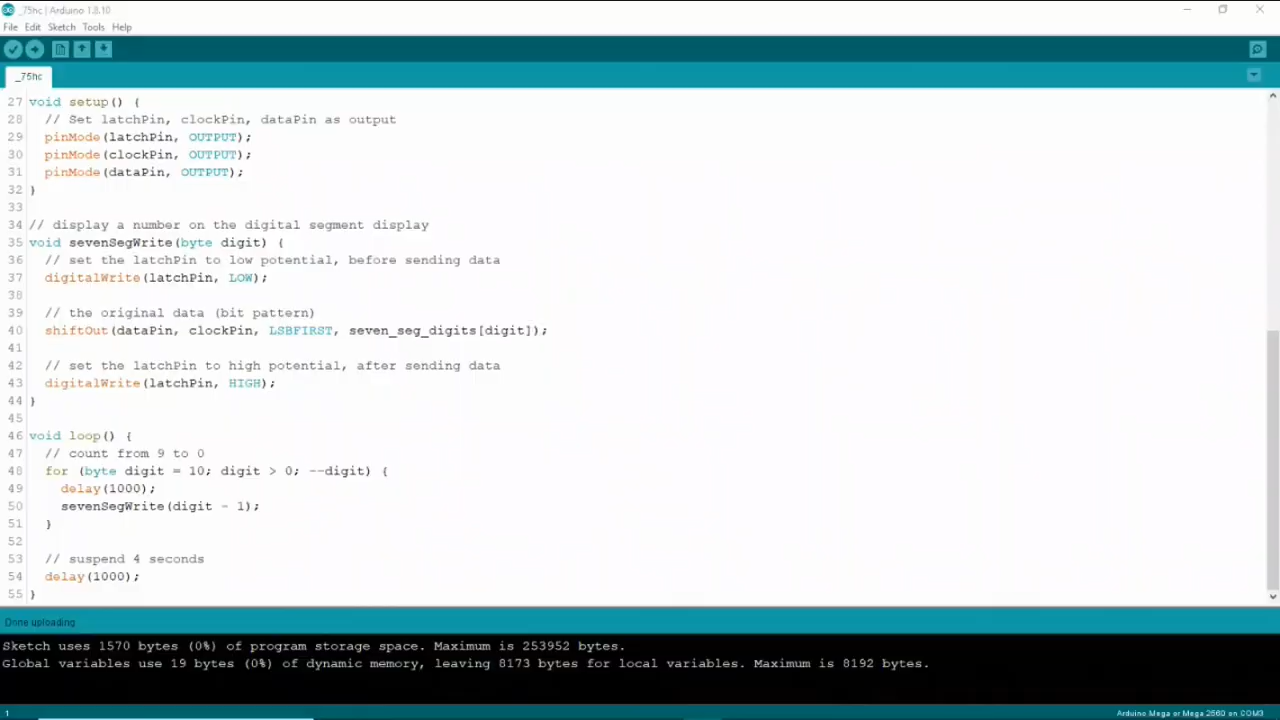 _75hc | Arduino 1.8.10
File Edit Sketch Tools Help
_75hc
27 void setup() {
28 // Set latchPin, clockPin, dataPin as output
29 pinMode(latchPin, OUTPUT);
30 pinMode(clockPin, OUTPUT);
31 pinMode(dataPin, OUTPUT);
32 }
33
34 // display a number on the digital segment display
35 void sevenSegWrite(byte digit) {
36 // set the latchPin to low potential, before sending data
37 digitalWrite(latchPin, LOW);
38
39 // the original data (bit pattern)
40 shiftOut(dataPin, clockPin, LSBFIRST, seven_seg_digits[digit]);
41
42 // set the latchPin to high potential, after sending data
43 digitalWrite(latchPin, HIGH);
44 }
45
46 void loop() {
47 // count from 9 to 0
48 for (byte digit = 10; digit > 0; --digit) {
49 delay(1000);
50 sevenSegWrite(digit - 1);
51 }
52
53 // suspend 4 seconds
54 delay(1000);
55 }
Done uploading
Sketch uses 1570 bytes (0%) of program storage space. Maximum is 253952 bytes.
Global variables use 19 bytes (0%) of dynamic memory, leaving 8173 bytes for local variables. Maximum is 8192 bytes.
1 Arduino Mega or Mega 2560 on COM3